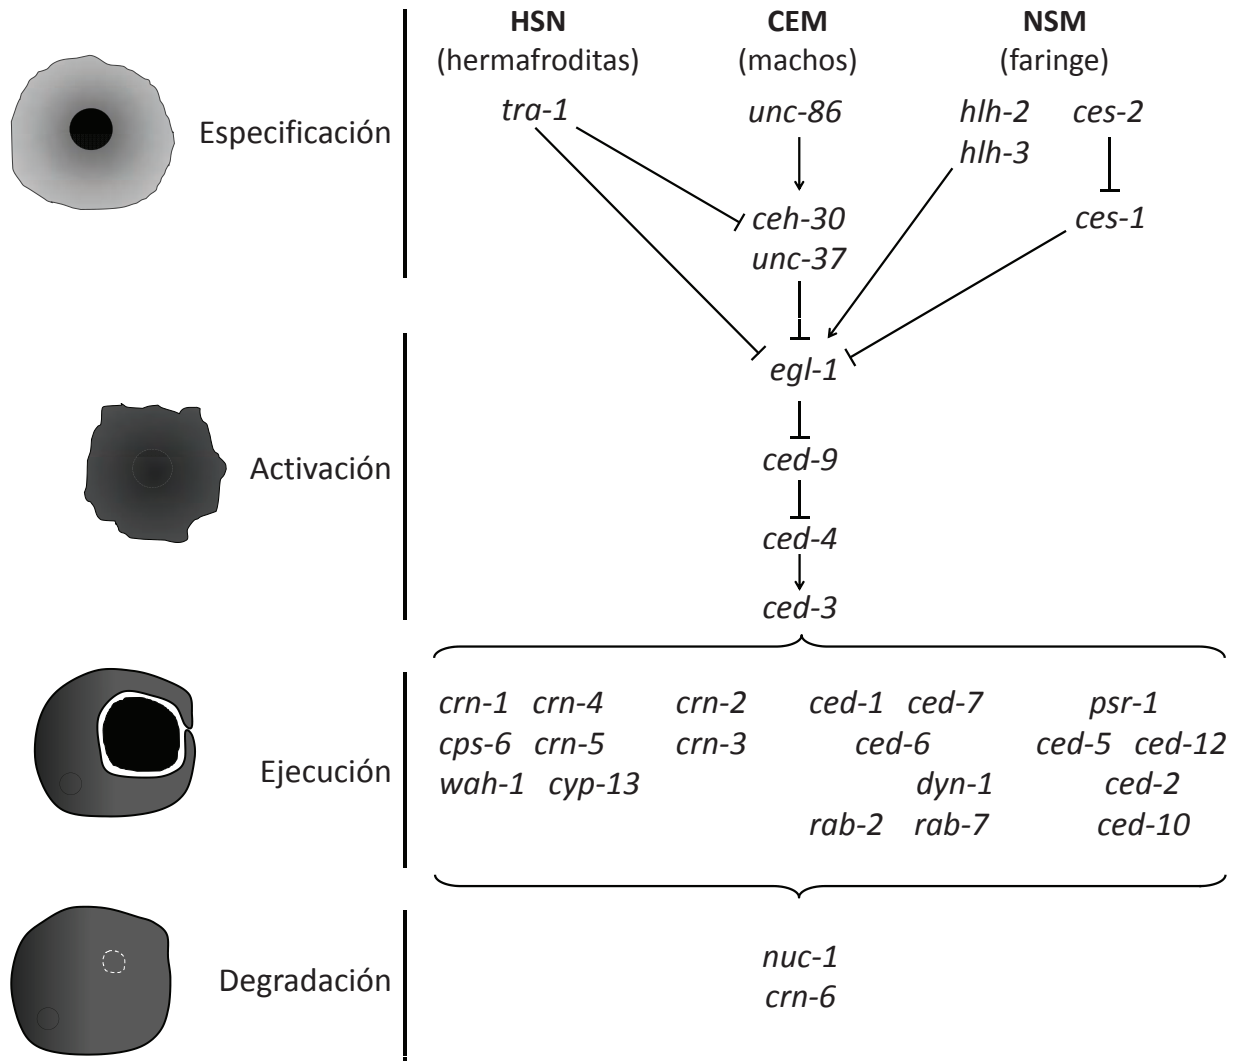 HSN CEM NSM
(hermafroditas) (machos) (faringe)
Especificación
tra-1 unc-86 hlh-2 ces-2
hlh-3
ceh-30 ces-1
unc-37
egl-1
Activación
ced-9
ced-4
ced-3
Ejecución
crn-1 crn-4 crn-2 ced-1 ced-7 psr-1
cps-6 crn-5 crn-3 ced-6 ced-5 ced-12
wah-1 cyp-13 dyn-1 ced-2
rab-2 rab-7 ced-10
Degradación
nuc-1
crn-6